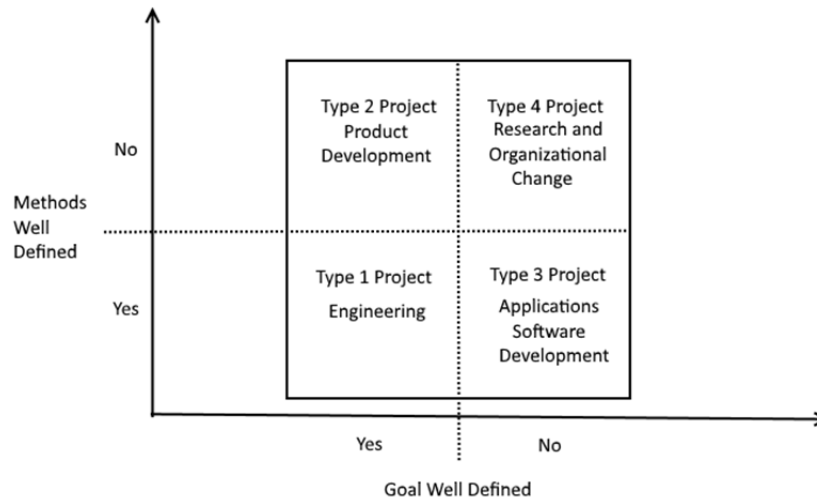 Type 2 Project
Product
Development
Type 4 Project
Research and
Organizational
Change
No
Methods
Well
Defined
Type 1 Project
Engineering
Type 3 Project
Applications
Software
Development
Yes
Yes
No
Goal Well Defined